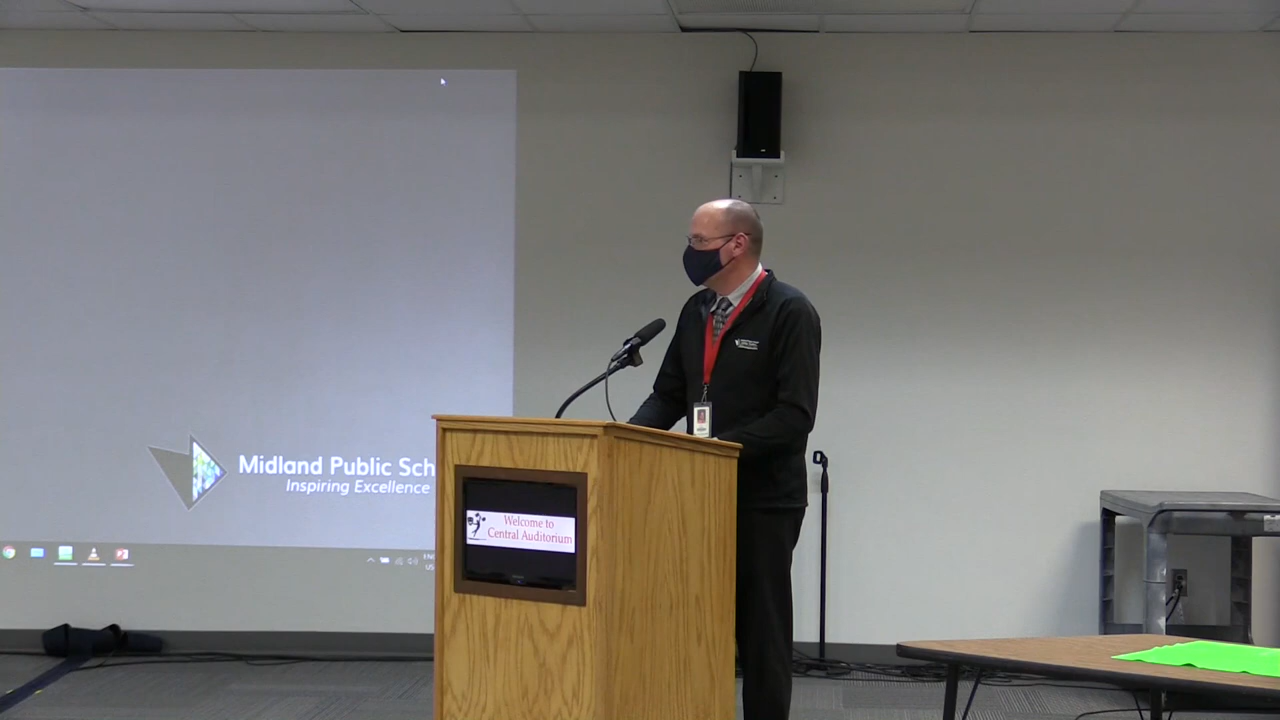 Midland Public Sch
Inspiring Excellence
Welcome to
Central Auditorium